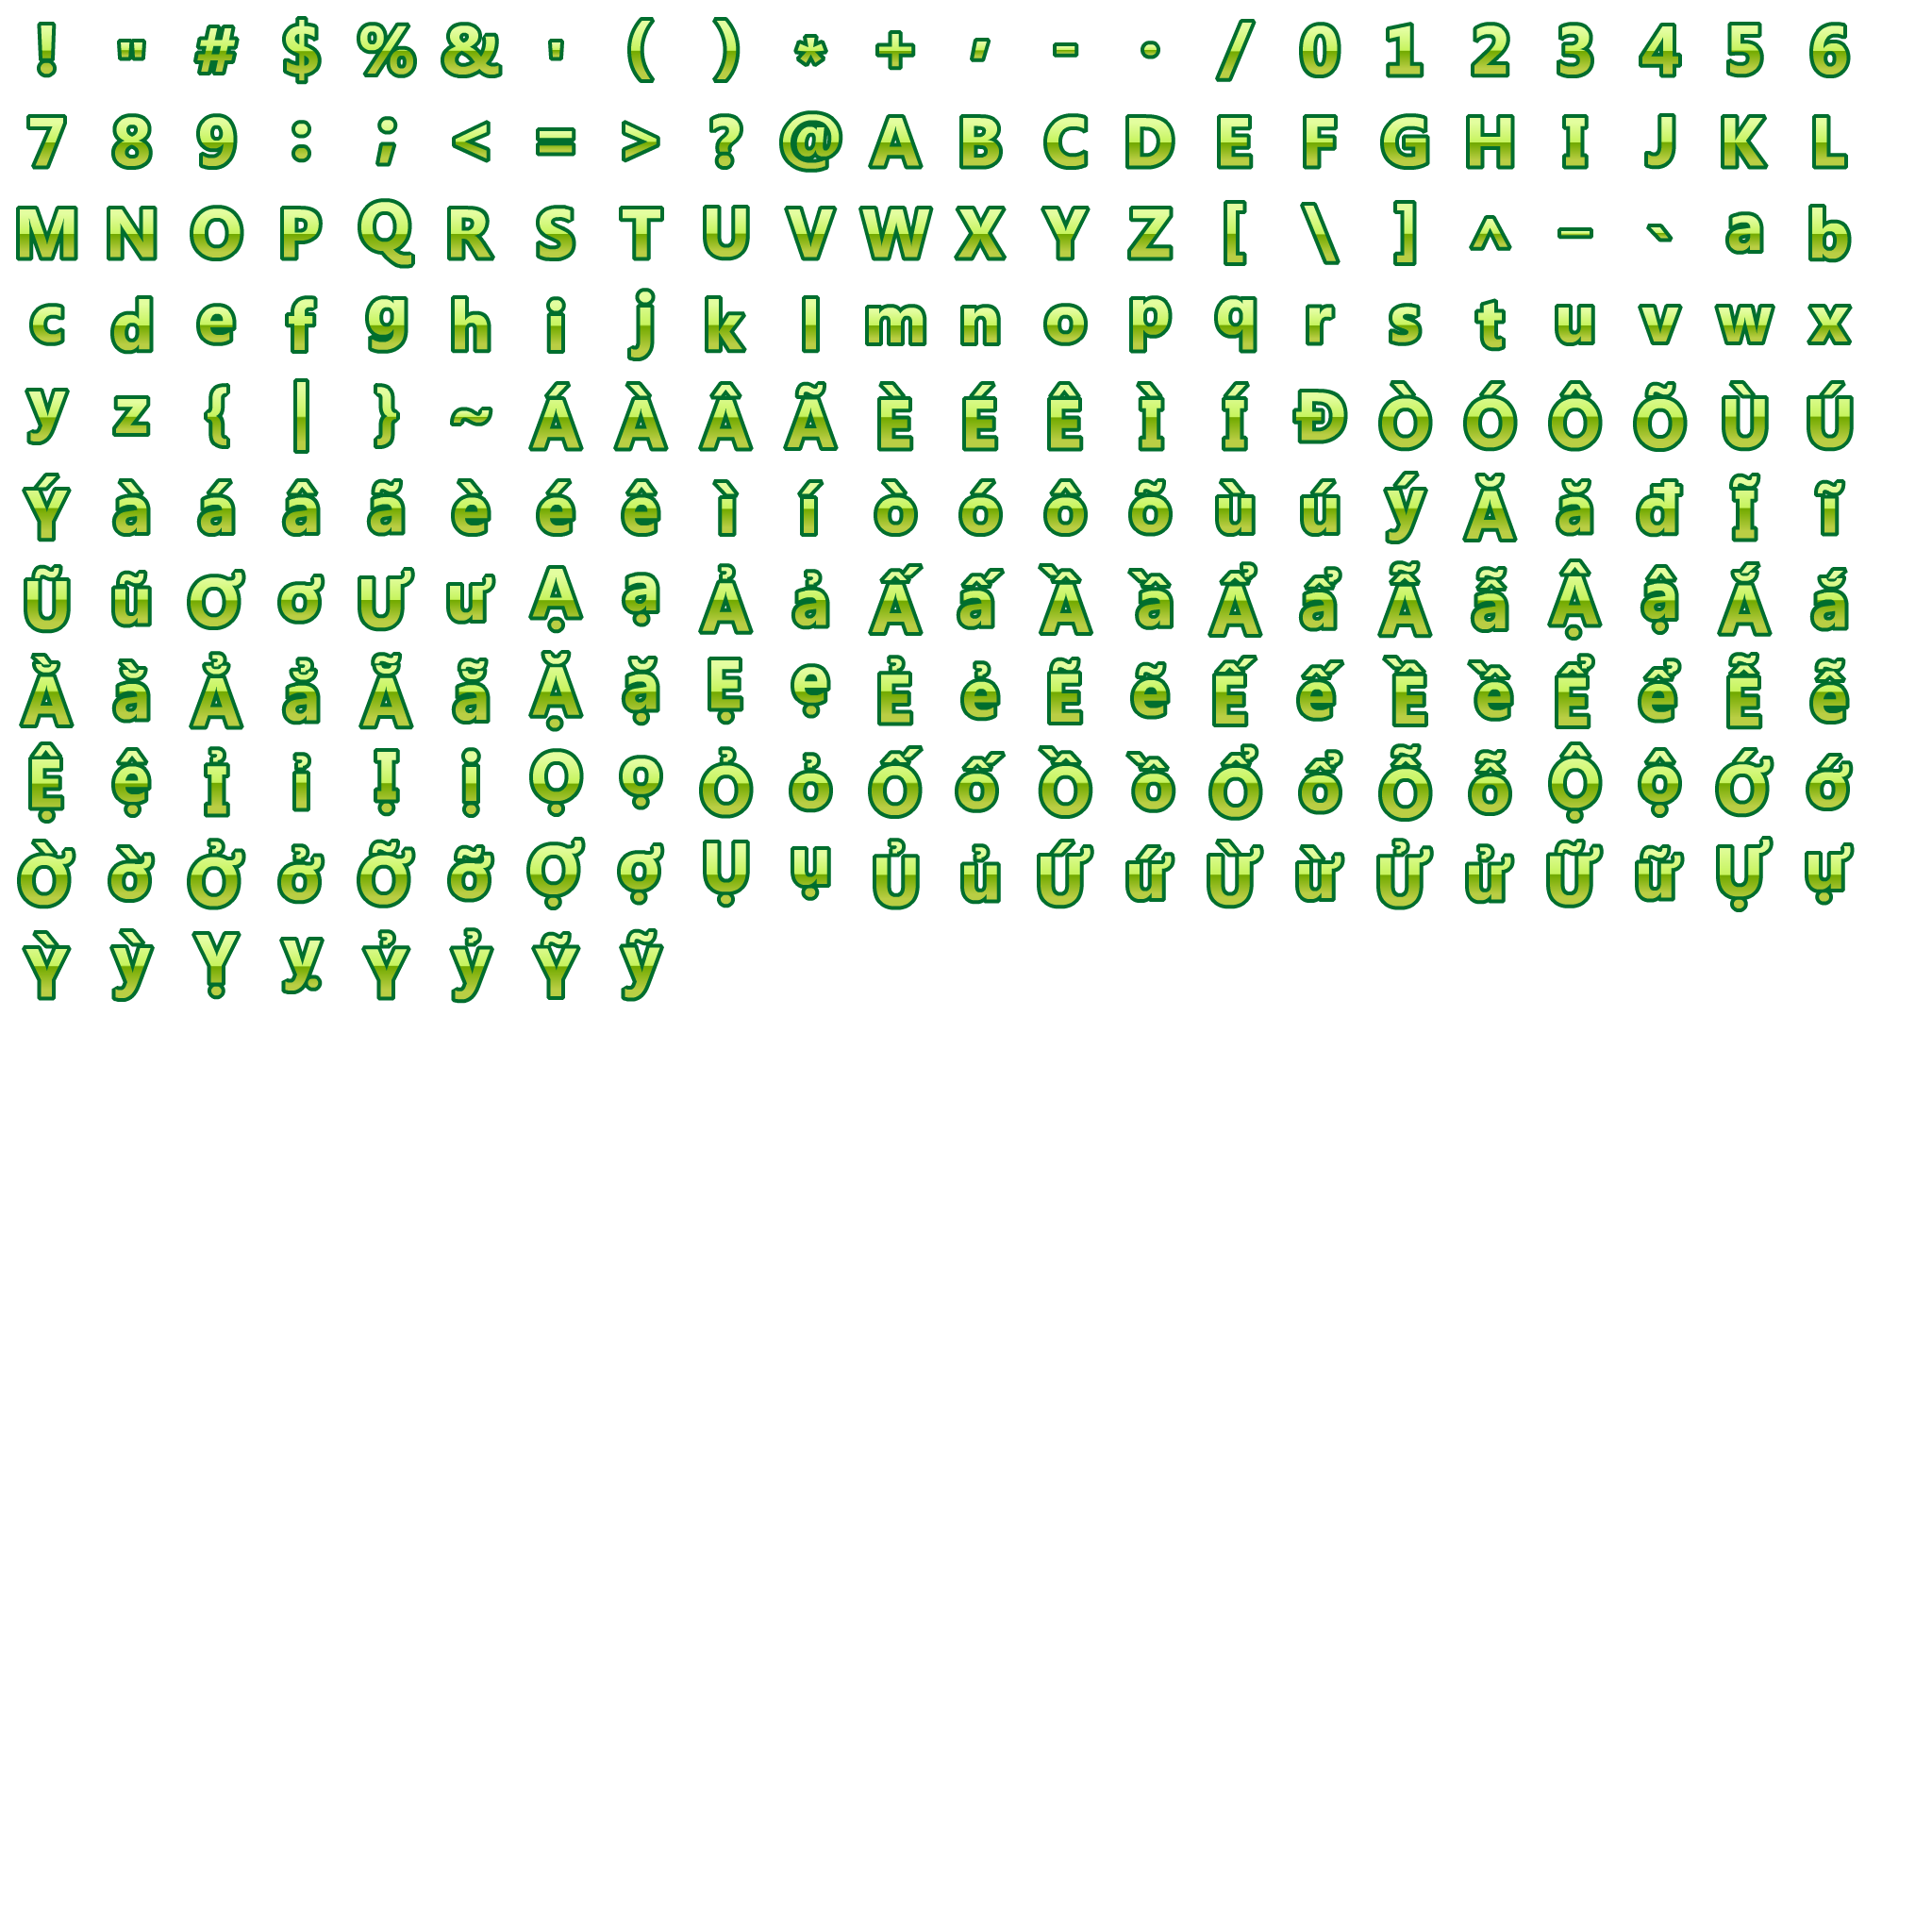 ! " # $ % & ' ( ) * + , - . / 0 1 2 3 4 5 6
7 8 9 : ; < = > ? @ A B C D E F G H I J K L
M N O P Q R S T U V W X Y Z [ \ ] ^ _ ` a b
c d e f g h i j k l m n o p q r s t u v w x
y z { | } ~ Á À Â Ã È É Ê Ì Í Đ Ò Ó Ô Õ Ù Ú
Ý à á â ã è é ê ì í ò ó ô õ ù ú ý Ă ă đ Ĩ ĩ
Ũ ũ Ơ ơ Ư ư Ạ ạ Ả ả Ấ ấ Ầ ầ Ẩ ẩ Ẫ ẫ Ậ ậ Ắ ắ
Ằ ằ Ẳ ẳ Ẵ ẵ Ặ ặ Ẹ ẹ Ẻ ẻ Ẽ ẽ Ế ế Ề ề Ể ể Ễ ễ
Ệ ệ Ỉ ỉ Ị ị Ọ ọ Ỏ ỏ Ố ố Ồ ồ Ổ ổ Ỗ ỗ Ộ ộ Ớ ớ
Ờ ờ Ở ở Ỡ ỡ Ợ ợ Ụ ụ Ủ ủ Ứ ứ Ừ ừ Ử ử Ữ ữ Ự ự
Ỳ ỳ Ỵ ỵ Ỷ ỷ Ỹ ỹ